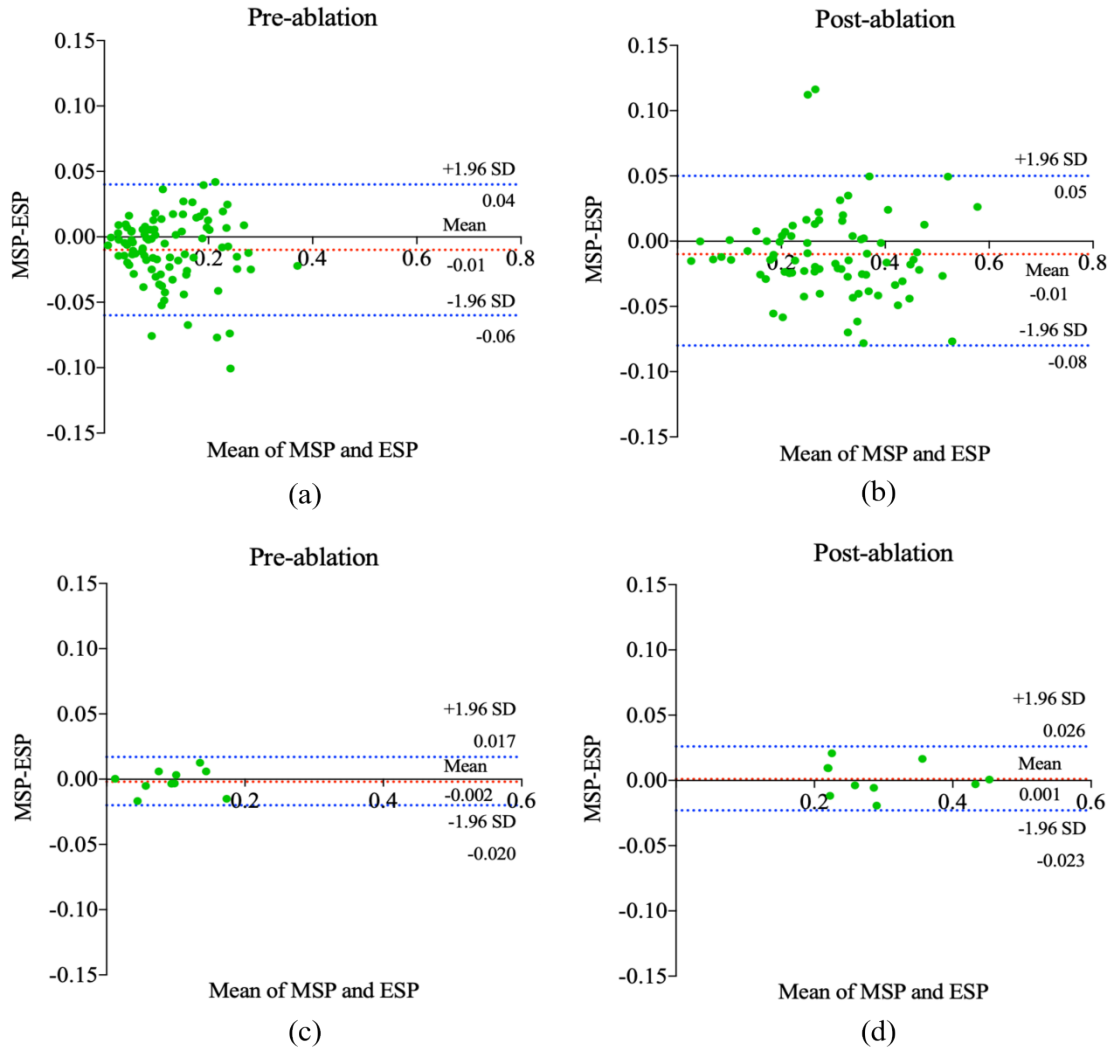 Pre-ablation
0.15
0.10
0.05
0.00
-0.05
-0.10
-0.15
MSP-ESP
0.2
0.4
0.6
0.8
+1.96 SD
0.04
Mean
-0.01
-1.96 SD
-0.06
Mean of MSP and ESP
(a)
Post-ablation
0.15
0.10
0.05
0.00
-0.05
-0.10
-0.15
MSP-ESP
0.2
0.4
0.6
0.8
+1.96 SD
0.05
Mean
-0.01
-1.96 SD
-0.08
Mean of MSP and ESP
(b)
Pre-ablation
0.15
0.10
0.05
0.00
-0.05
-0.10
-0.15
MSP-ESP
0.2
0.4
0.6
+1.96 SD
0.017
Mean
-0.002
-1.96 SD
-0.020
Mean of MSP and ESP
(c)
Post-ablation
0.15
0.10
0.05
0.00
-0.05
-0.10
-0.15
MSP-ESP
0.2
0.4
0.6
+1.96 SD
0.026
Mean
0.001
-1.96 SD
-0.023
Mean of MSP and ESP
(d)